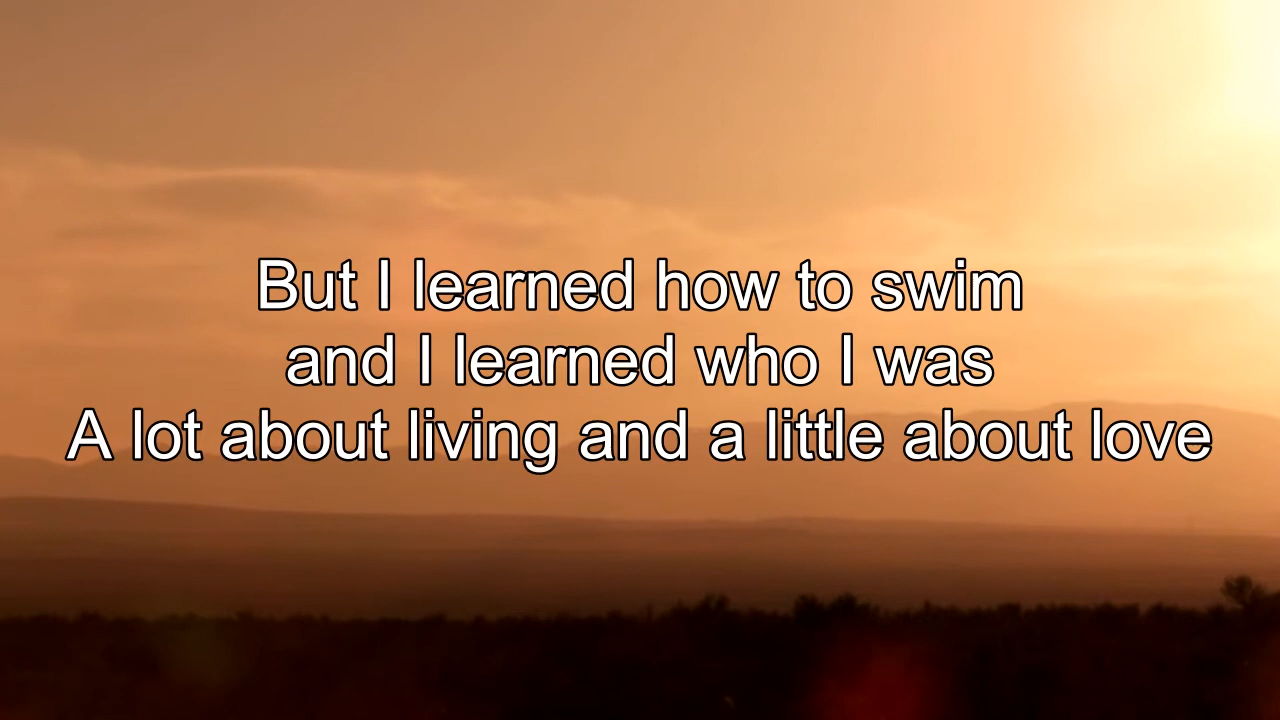 But I learned how to swim
and I learned who I was
A lot about living and a little about love